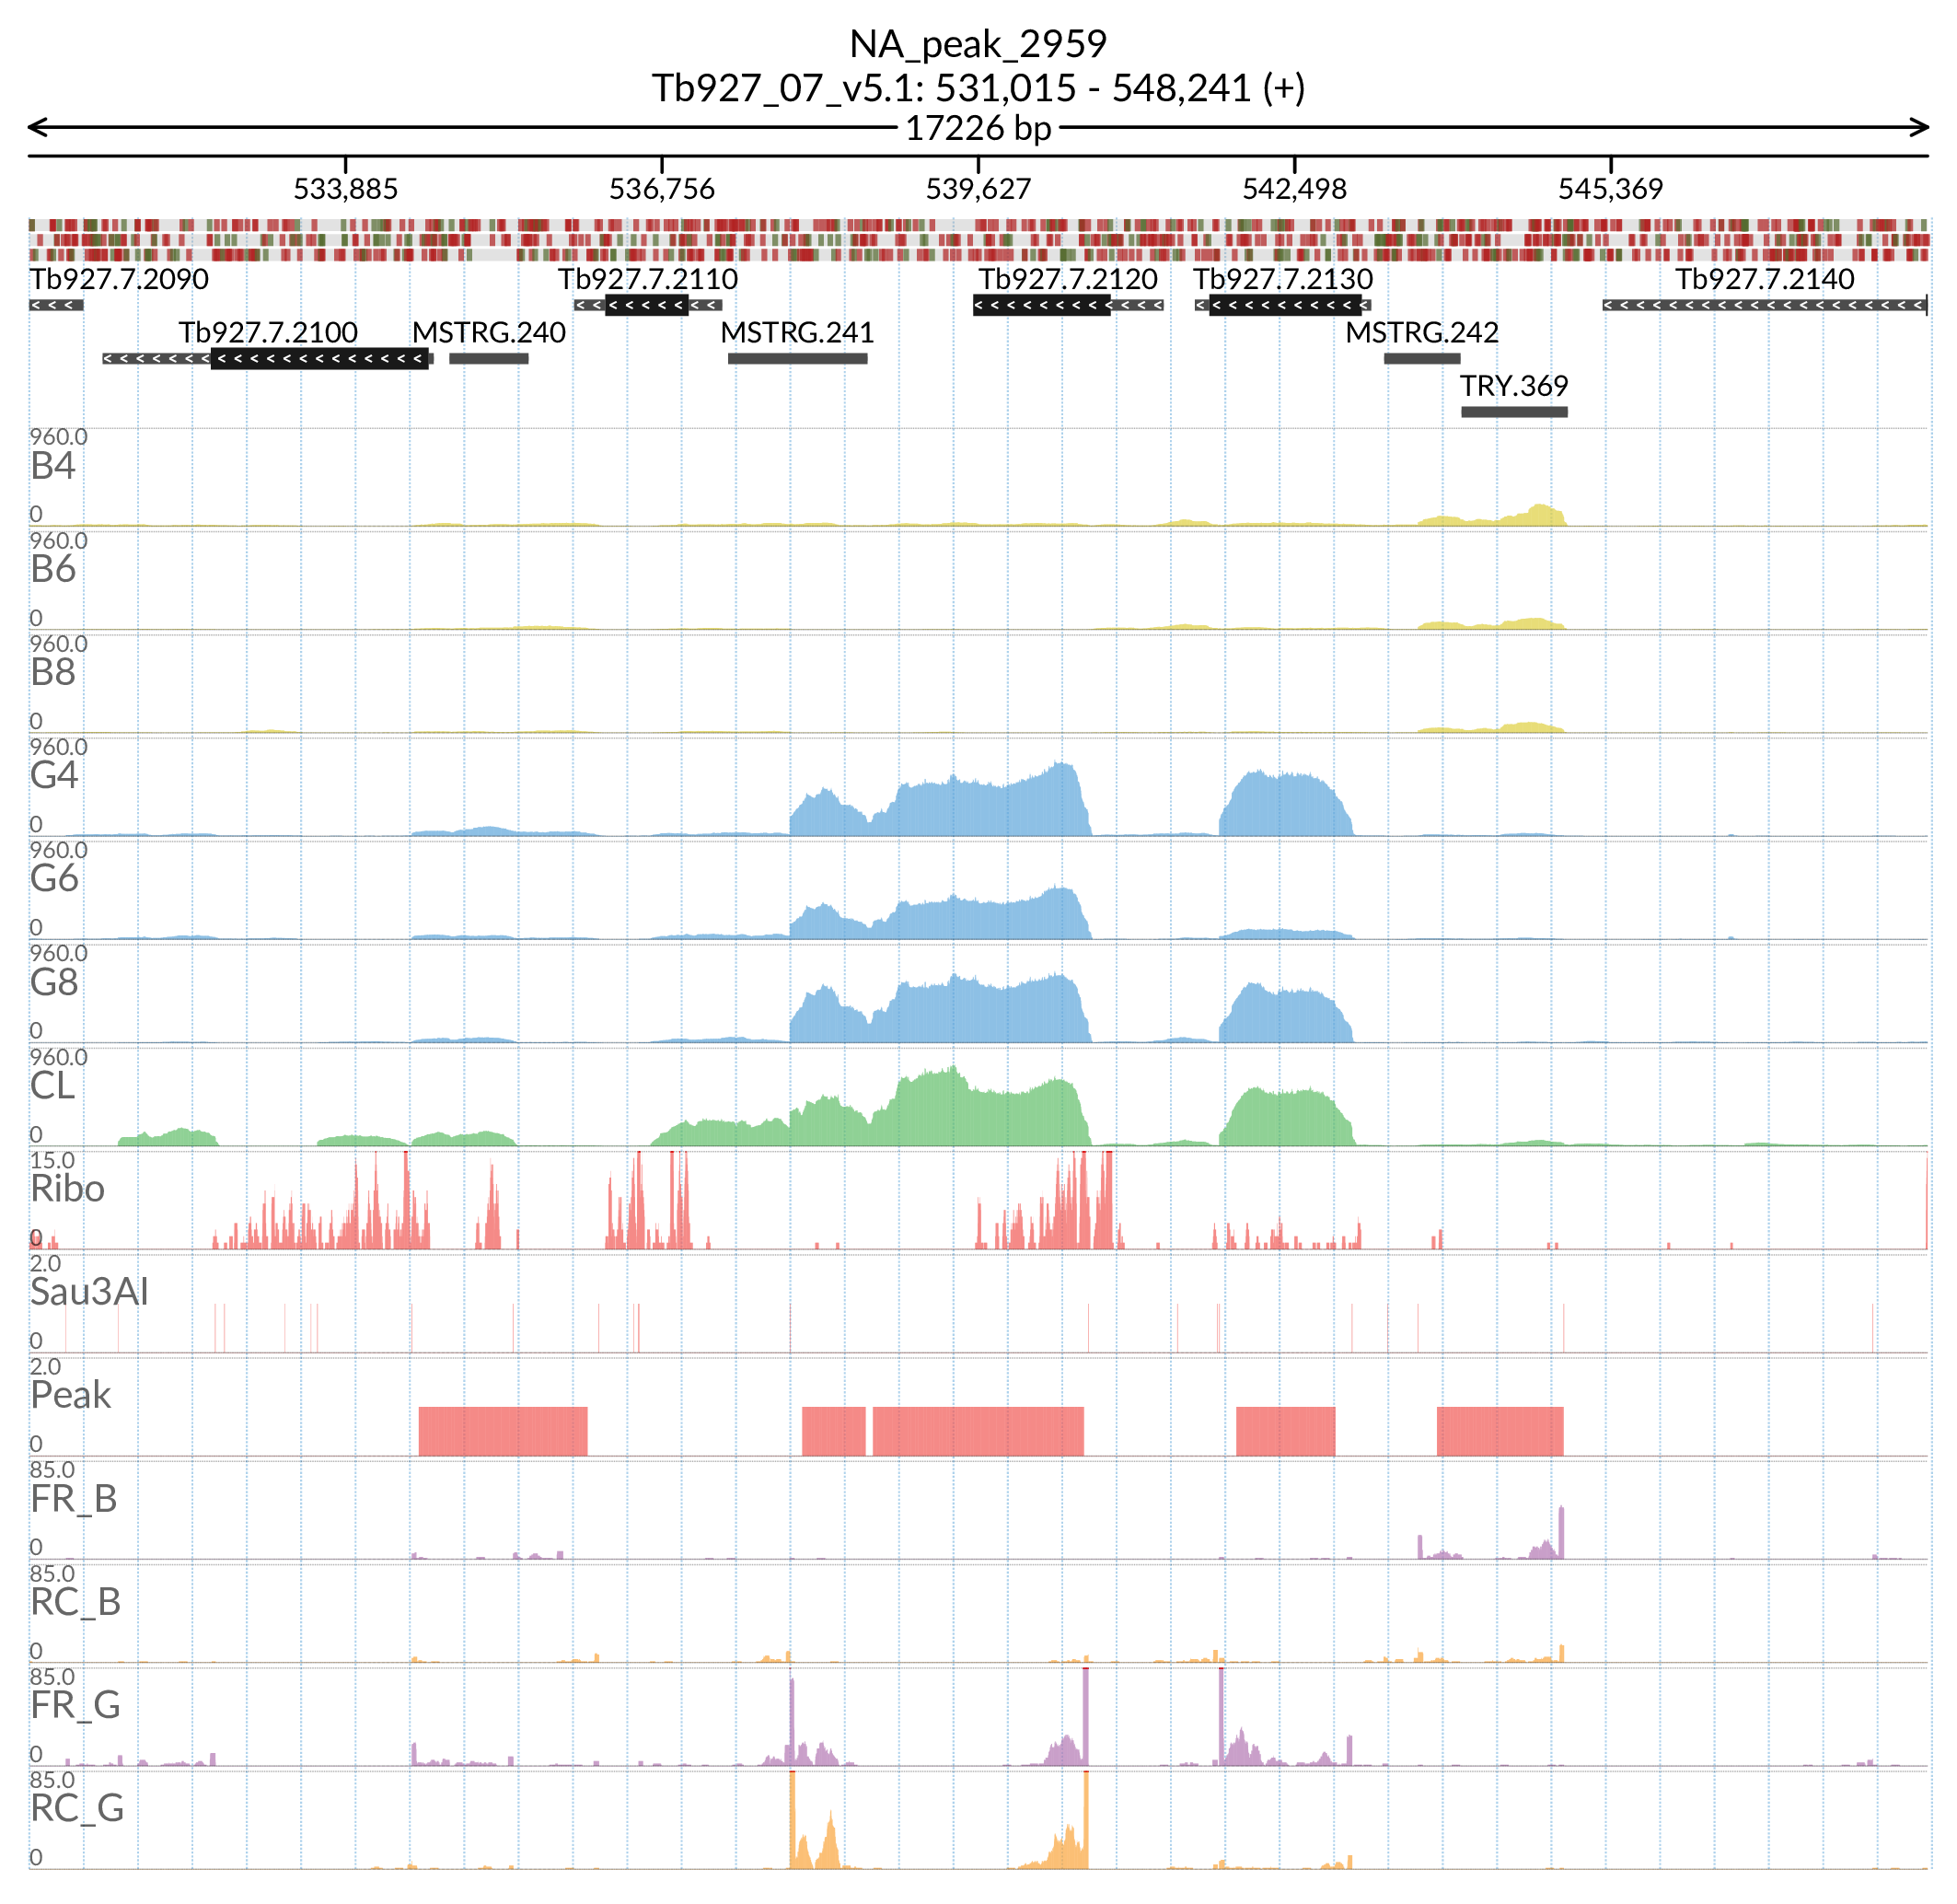 NA_peak_2959
Tb927_07_v5.1: 531,015 - 548,241 (+)
17226 bp
533,885 536,756 539,627 542,498 545,369
Tb927.7.2090 Tb927.7.2110 Tb927.7.2120 Tb927.7.2130 Tb927.7.2140
Tb927.7.2100 MSTRG.240 MSTRG.241 MSTRG.242
TRY.369
960.0
B4
0
960.0
B6
0
960.0
B8
0
960.0
G4
0
960.0
G6
0
960.0
G8
0
960.0
CL
0
15.0
Ribo
0
2.0
Sau3AI
0
2.0
Peak
0
85.0
FR_B
0
85.0
RC_B
0
85.0
FR_G
0
85.0
RC_G
0